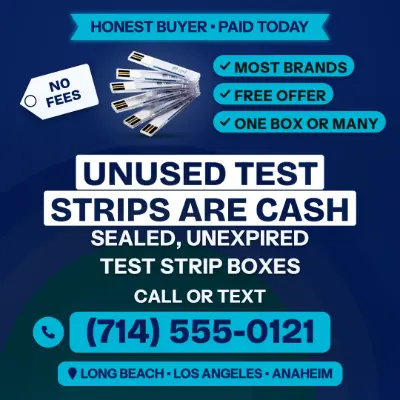 HONEST BUYER • PAID TODAY
NO
FEES
MOST BRANDS
FREE OFFER
ONE BOX OR MANY
UNUSED TEST
STRIPS ARE CASH
SEALED, UNEXPIRED
TEST STRIP BOXES
CALL OR TEXT
(714) 555-0121
LONG BEACH • LOS ANGELES • ANAHEIM